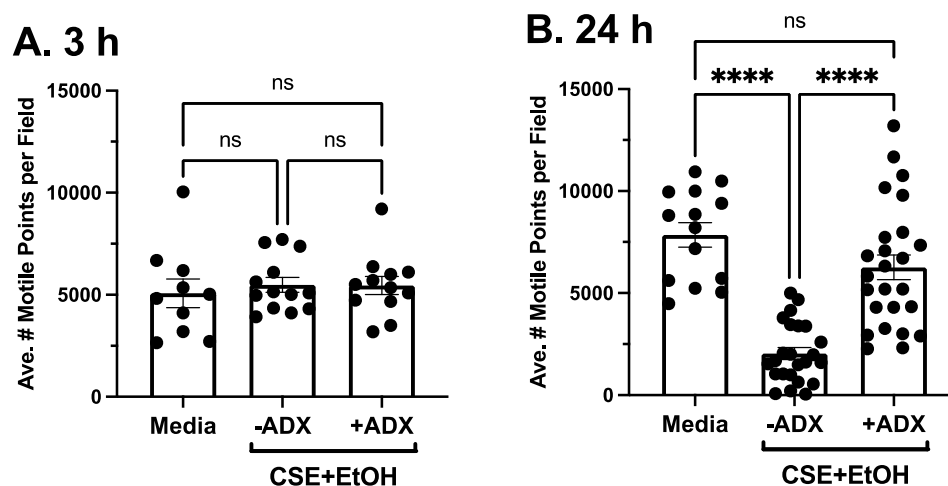 A. 3 h
Ave. # Motile Points per Field
15000
10000
5000
0
ns
ns
ns
Media
-ADX
+ADX
CSE+EtOH
B. 24 h
Ave. # Motile Points per Field
15000
10000
5000
0
ns
**** ****
Media
-ADX
+ADX
CSE+EtOH